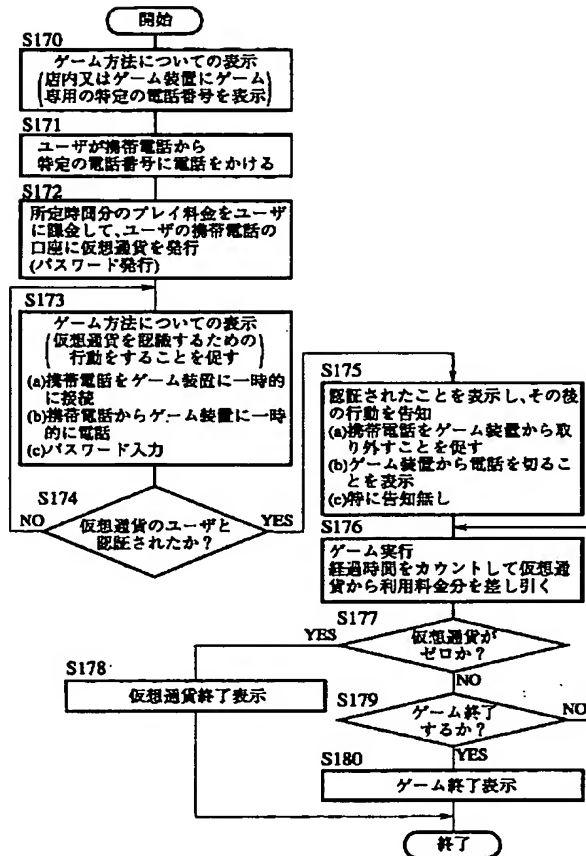 開始
S170
ゲーム方法についての表示
(店内又はゲーム装置にゲーム
専用の特定の電話番号を表示)
S171
ユーザが携帯電話から
特定の電話番号に電話をかける
S172
所定時間分のプレイ料金をユーザ
に課金して、ユーザの携帯電話の
口座に仮想通貨を発行
(パスワード発行)
S173
ゲーム方法についての表示
(仮想通貨を認識するための
行動をすることを促す)
(a)携帯電話をゲーム装置に一時的
に接続
(b)携帯電話からゲーム装置に一時
的に電話
(c)パスワード入力
S174
NO
仮想通貨のユーザと
認証されたか?
YES
S175
認証されたことを表示し、その後
の行動を告知
(a)携帯電話をゲーム装置から取
り外すことを促す
(b)ゲーム装置から電話を切るこ
とを表示
(c)特に告知無し
S176
ゲーム実行
経過時間をカウントして仮想通
貨から利用料金分を差し引く
S177
YES
仮想通貨が
ゼロか?
NO
S178
仮想通貨終了表示
S179
ゲーム終了
するか?
NO
YES
S180
ゲーム終了表示
終了